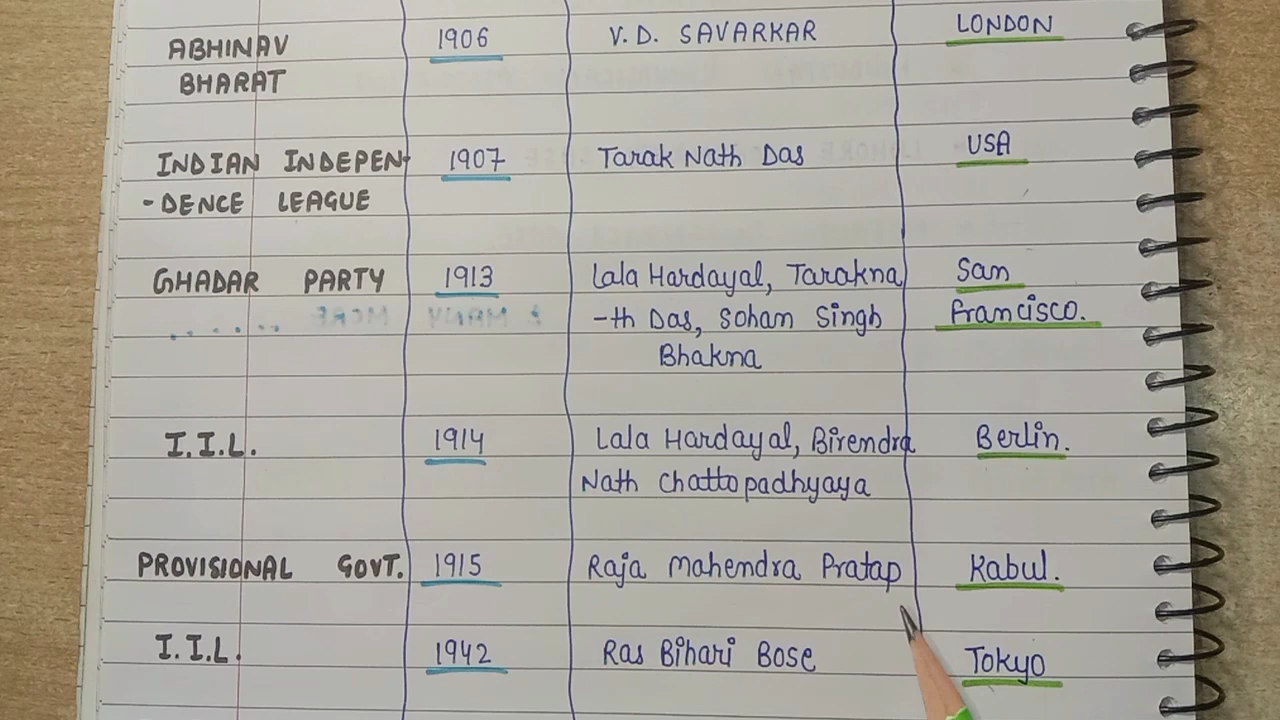 ABHINAV 1906 V.D. SAVARKAR LONDON
BHARAT
INDIAN INDEPEN- 1907 Tarak Nath Das USA
-DENCE LEAGUE
GHADAR PARTY 1913 Lala Hardayal, Tarakna San
-th Das, Sohan Singh Francisco.
Bhakna
I.I.L. 1914 Lala Hardayal, Birendra Berlin.
Nath Chattopadhyaya
PROVISIONAL GOVT. 1915 Raja Mahendra Pratap Kabul.
I.I.L. 1942 Ras Bihari Bose Tokyo